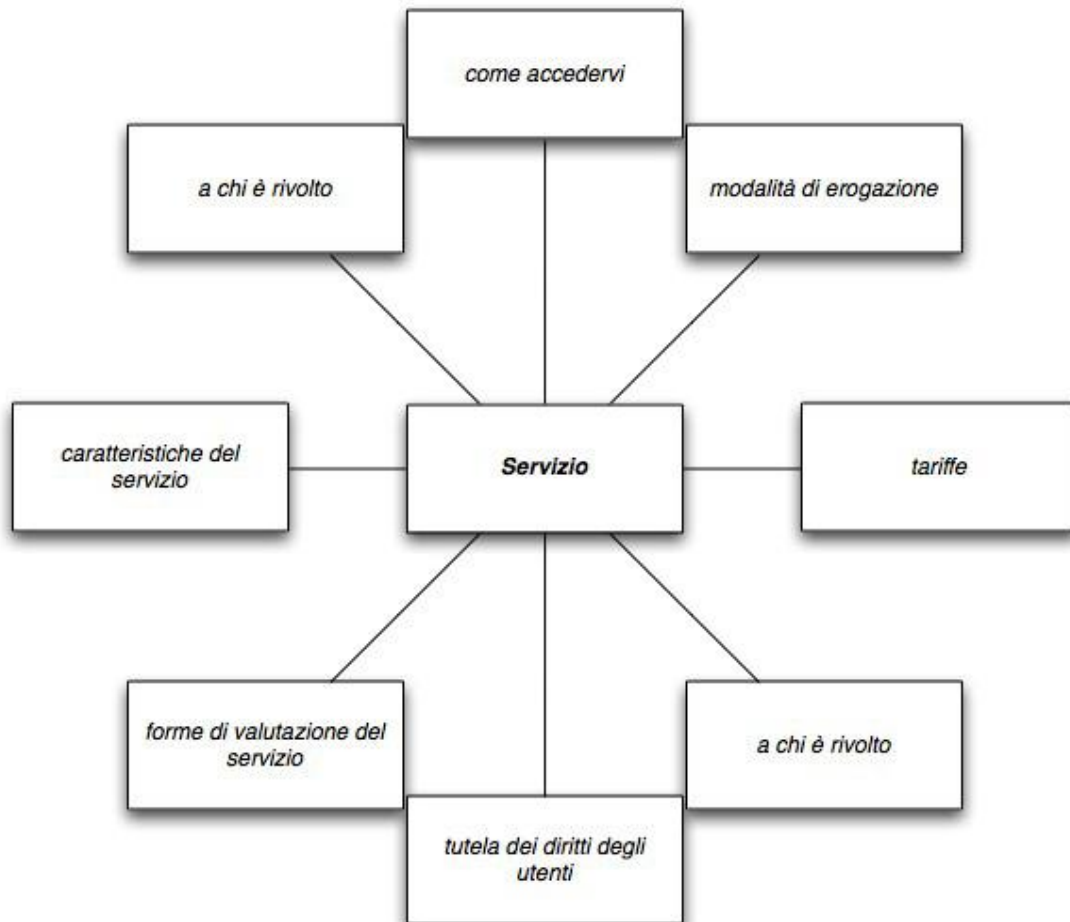 come accedervi
a chi è rivolto
modalità di erogazione
caratteristiche del
servizio
Servizio
tariffe
forme di valutazione del
servizio
a chi è rivolto
tutela dei diritti degli
utenti